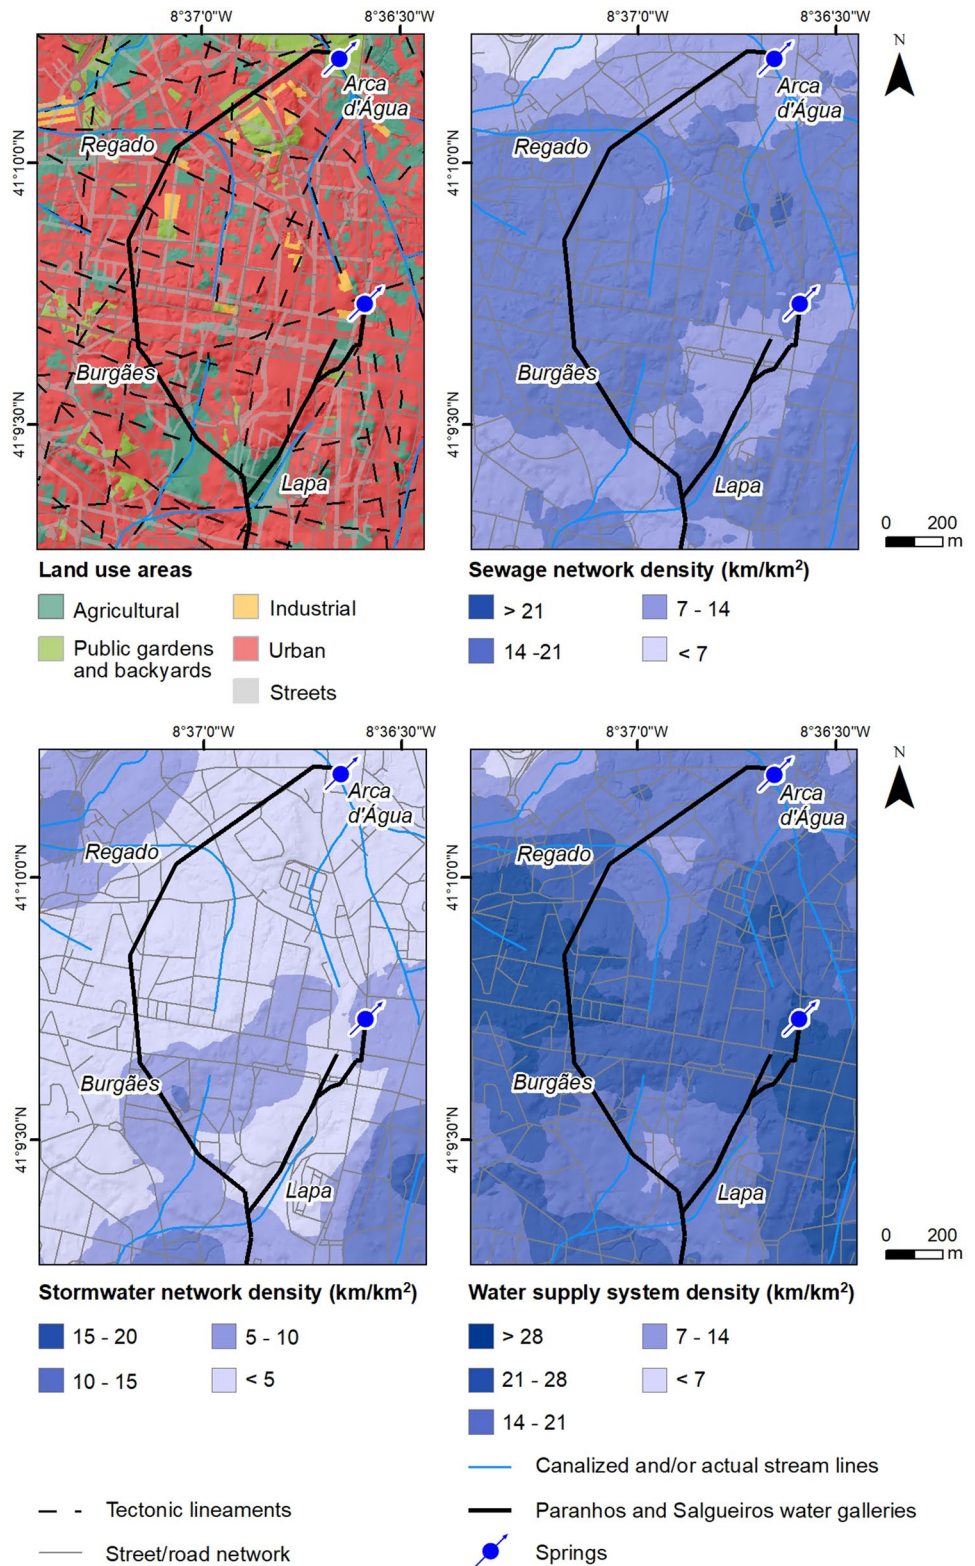 8°37'0"W
8°36'30"W
8°37'0"W
8°36'30"W
N
Arca
d'Água
Arca
d'Água
Regado
Regado
41°10'0"N
41°10'0"N
Burgães
Burgães
41°9'30"N
41°9'30"N
Lapa
Lapa
0 200
m
Land use areas
Agricultural
Industrial
Public gardens
and backyards
Urban
Streets
Sewage network density (km/km²)
> 21
7 - 14
14 -21
< 7
8°37'0"W
8°36'30"W
8°37'0"W
8°36'30"W
N
Arca
d'Água
Arca
d'Água
Regado
Regado
41°10'0"N
41°10'0"N
Burgães
Burgães
41°9'30"N
41°9'30"N
Lapa
Lapa
0 200
m
Stormwater network density (km/km²)
15 - 20
5 - 10
10 - 15
< 5
Water supply system density (km/km²)
> 28
7 - 14
21 - 28
< 7
14 - 21
Canalized and/or actual stream lines
Tectonic lineaments
Paranhos and Salgueiros water galleries
Street/road network
Springs